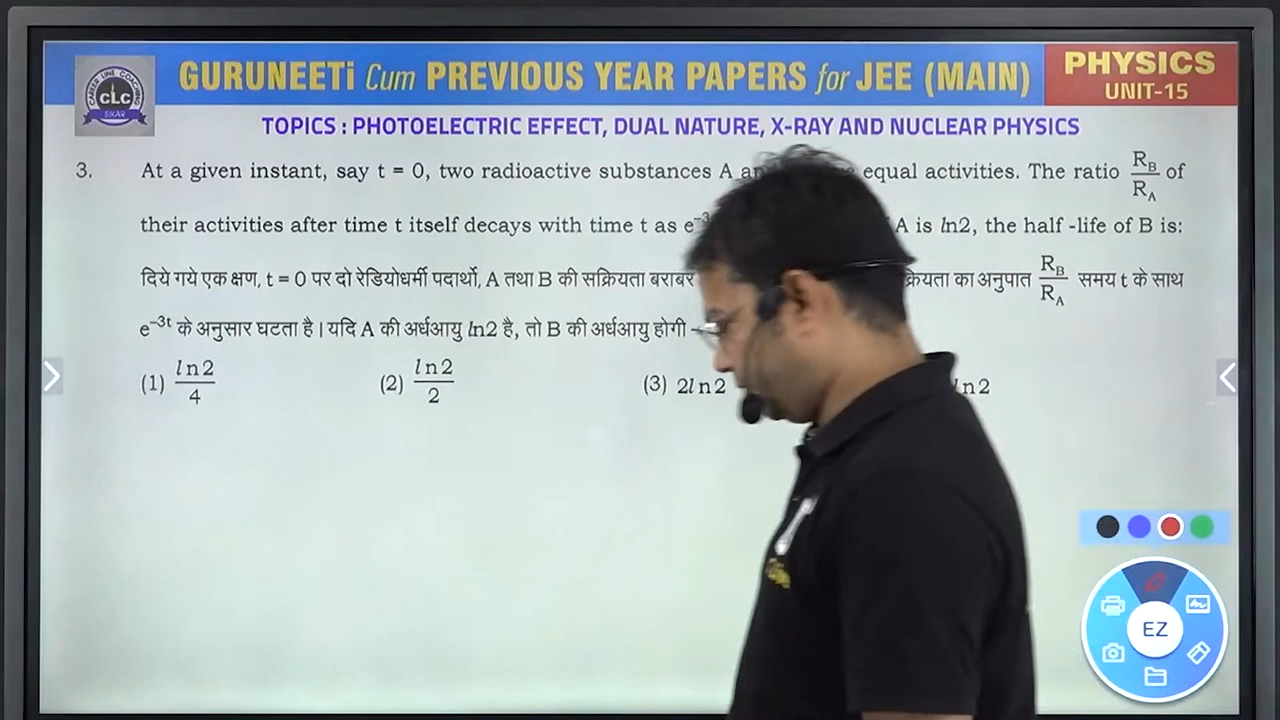 GURUNEETi Cum PREVIOUS YEAR PAPERS for JEE (MAIN)
PHYSICS
UNIT-15
CAREER LINE COACHING
CLC
SIKAR
TOPICS : PHOTOELECTRIC EFFECT, DUAL NATURE, X-RAY AND NUCLEAR PHYSICS
3. At a given instant, say t = 0, two radioactive substances A equal activities. The ratio R_B/R_A of
their activities after time t itself decays with time t as A is ln2, the half -life of B is:
दिये गये एक क्षण, t = 0 पर दो रेडियोधर्मी पदार्थो, A तथा B की सक्रियता बराबर का अनुपात R_B/R_A समय t के साथ
e^-3t के अनुसार घटता है। यदि A की अर्धआयु ln2 है, तो B की अर्धआयु होगी -
(1) ln2/4 (2) ln2/2 (3) 2ln2 ln2
EZ